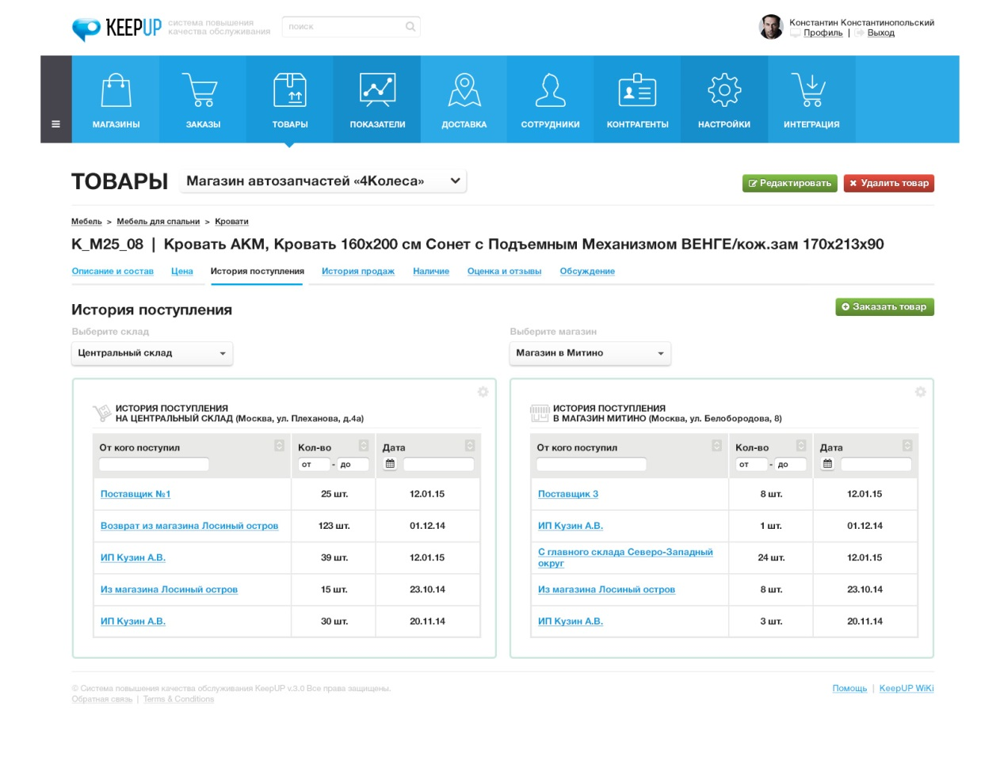 KEEPUP
система повышения
качества обслуживания
поиск
Константин Константинопольский
Профиль | Выход
МАГАЗИНЫ
ЗАКАЗЫ
ТОВАРЫ
ПОКАЗАТЕЛИ
ДОСТАВКА
СОТРУДНИКИ
КОНТРАГЕНТЫ
НАСТРОЙКИ
ИНТЕГРАЦИЯ
ТОВАРЫ
Магазин автозапчастей «4Колеса»
Редактировать
Удалить товар
Мебель > Мебель для спальни > Кровати
K_M25_08 | Кровать АКМ, Кровать 160x200 см Сонет с Подъемным Механизмом ВЕНГЕ/кож.зам 170x213x90
Описание и состав
Цена
История поступления
История продаж
Наличие
Оценка и отзывы
Обсуждение
История поступления
Заказать товар
Выберите склад
Центральный склад
Выберите магазин
Магазин в Митино
ИСТОРИЯ ПОСТУПЛЕНИЯ
НА ЦЕНТРАЛЬНЫЙ СКЛАД (Москва, ул. Плеханова, д.4а)
От кого поступил Кол-во Дата
от - до
Поставщик №1 25 шт. 12.01.15
Возврат из магазина Лосиный остров 123 шт. 01.12.14
ИП Кузин А.В. 39 шт. 12.01.15
Из магазина Лосиный остров 15 шт. 23.10.14
ИП Кузин А.В. 30 шт. 20.11.14
ИСТОРИЯ ПОСТУПЛЕНИЯ
В МАГАЗИН МИТИНО (Москва, ул. Белобородова, 8)
От кого поступил Кол-во Дата
от - до
Поставщик 3 8 шт. 12.01.15
ИП Кузин А.В. 1 шт. 01.12.14
С главного склада Северо-Западный
округ 24 шт. 12.01.15
Из магазина Лосиный остров 8 шт. 23.10.14
ИП Кузин А.В. 3 шт. 20.11.14
© Система повышения качества обслуживания KeepUP v.3.0 Все права защищены.
Обратная связь | Terms & Conditions
Помощь | KeepUP WiKi